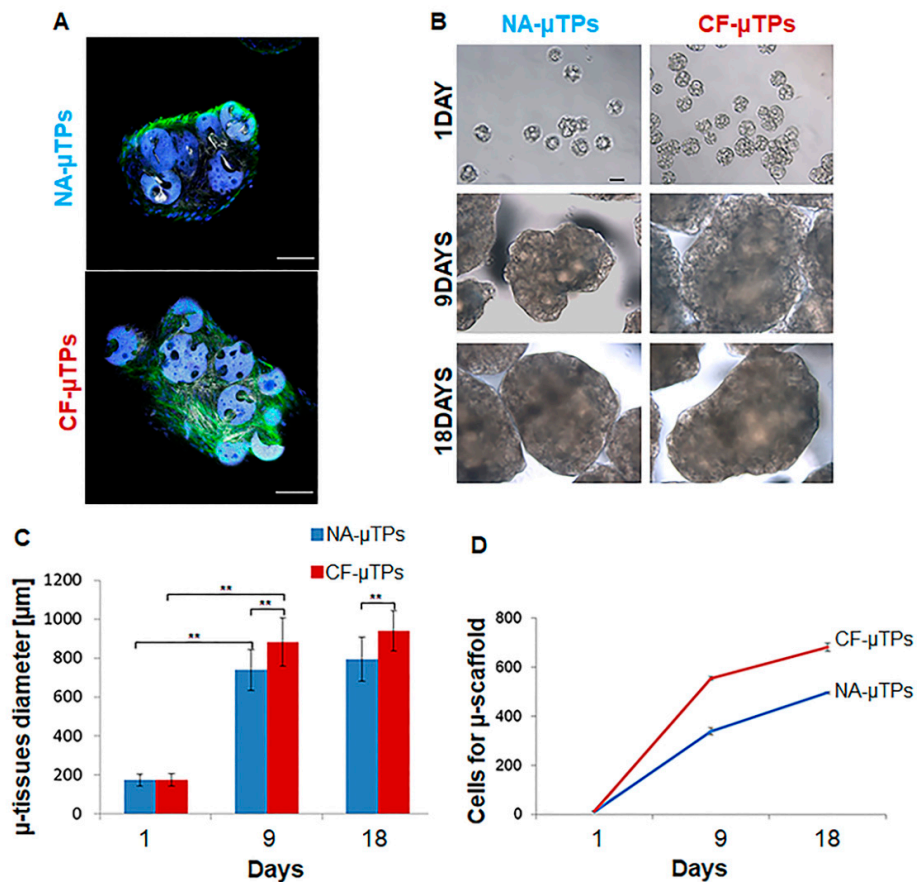 A
NA-µTPs
CF-µTPs
B
NA-µTPs
CF-µTPs
1DAY
9DAYS
18DAYS
C
NA-µTPs
CF-µTPs
µ-tissues diameter [µm]
1200
1000
800
600
400
200
0
**
**
**
**
1
9
18
Days
D
Cells for µ-scaffold
800
600
400
200
0
CF-µTPs
NA-µTPs
1
9
18
Days